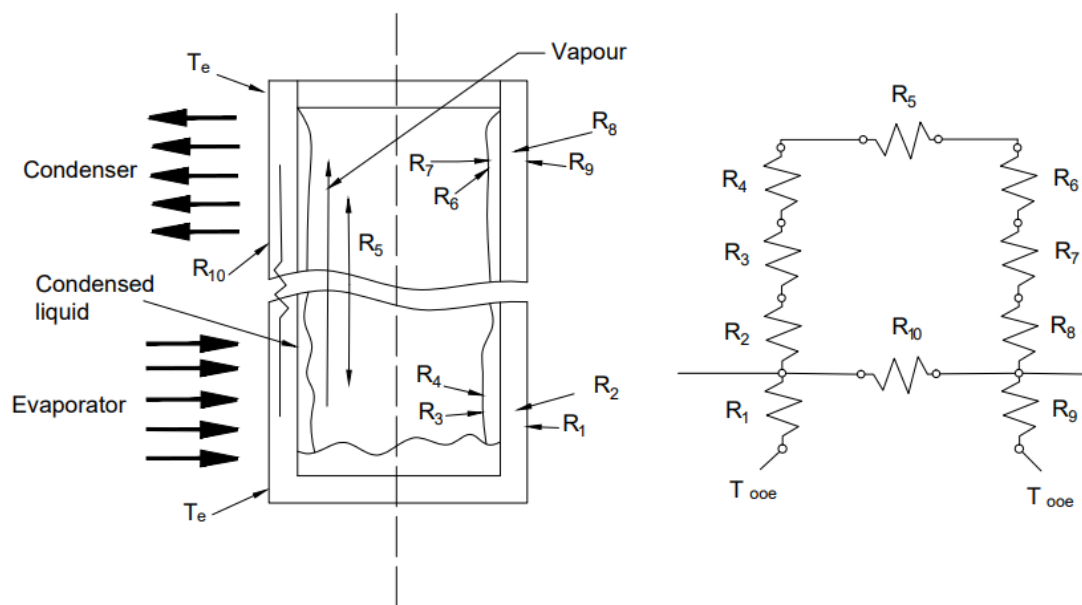 Vapour
Te
R8
R7
R9
R6
Condenser
R5
R10
Condensed
liquid
R4
R2
Evaporator
R3
R1
Te
R5
R4
R6
R3
R7
R2
R10
R8
R1
R9
T ooe
T ooe